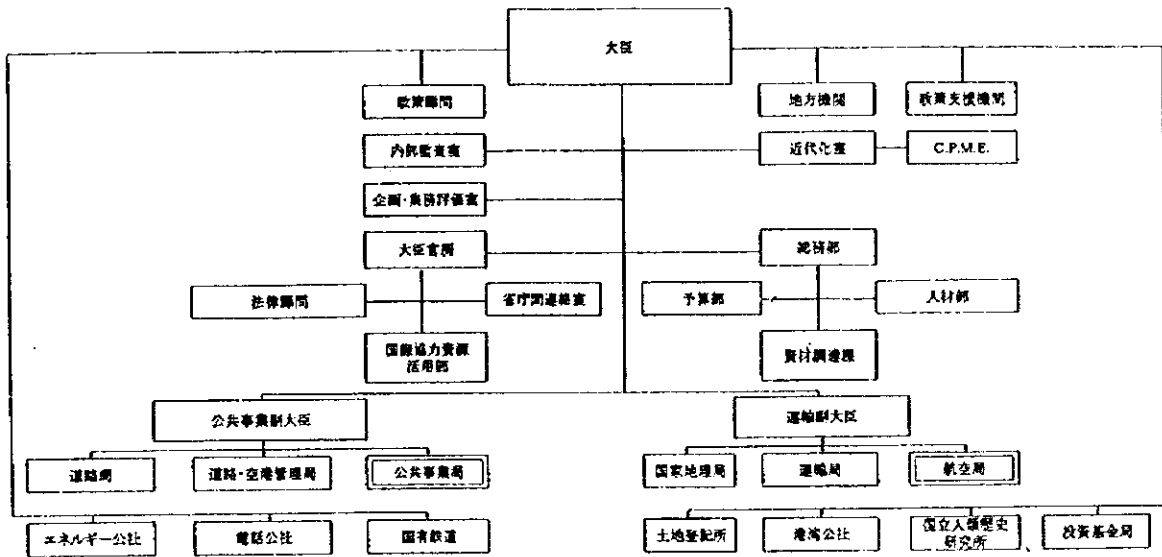 大臣
政策顧問
地方機関
政策支援機関
内部監査室
近代化室
C.P.M.E.
企画・業務評価室
大臣官房
総務部
法律顧問
省庁間連絡室
予算部
人材部
国際協力資源
活用部
資材調達課
公共事業副大臣
運輸副大臣
道路網
道路・空港管理局
公共事業局
国家地理局
運輸局
航空局
エネルギー公社
電話公社
国有鉄道
土地登記所
港湾公社
国立人類歴史
研究所
投資基金局